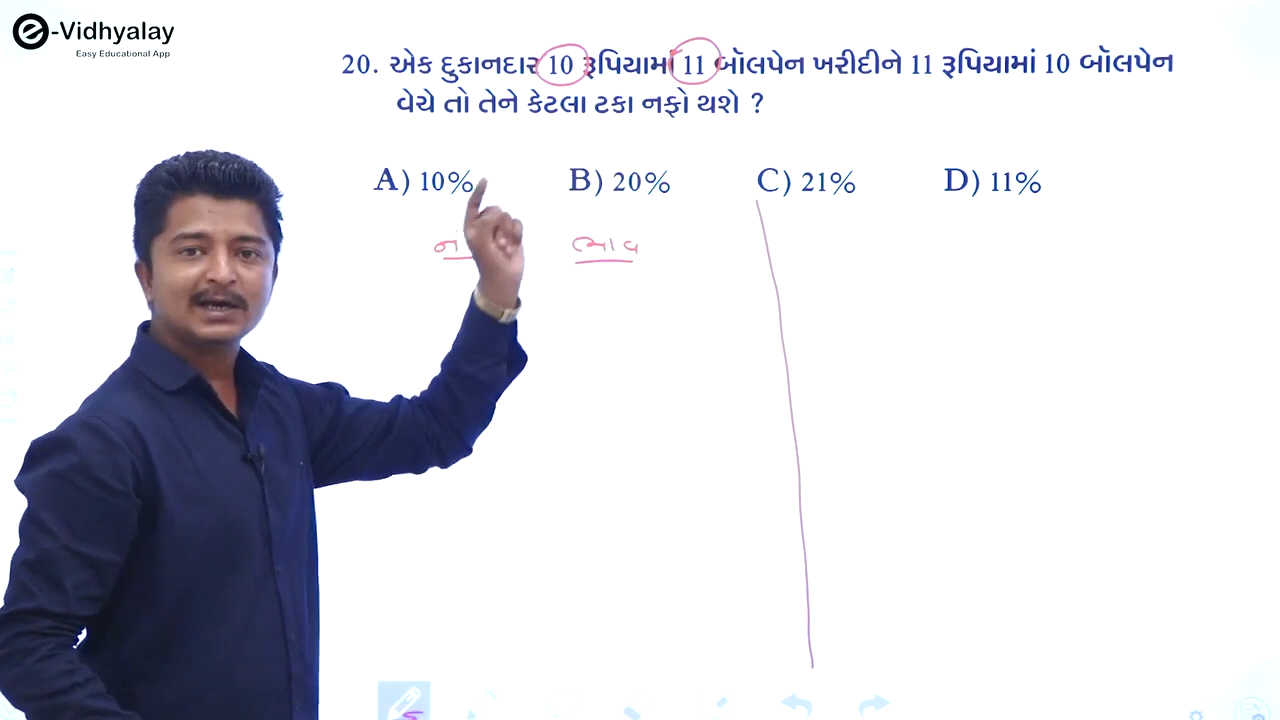 e-Vidhyalay
Easy Educational App
20. એક દુકાનદાર 10 રૂપિયામાં 11 બૉલપેન ખરીદીને 11 રૂપિયામાં 10 બૉલપેન
વેચે તો તેને કેટલા ટકા નફો થશે ?
A) 10% B) 20% C) 21% D) 11%
ભાવ